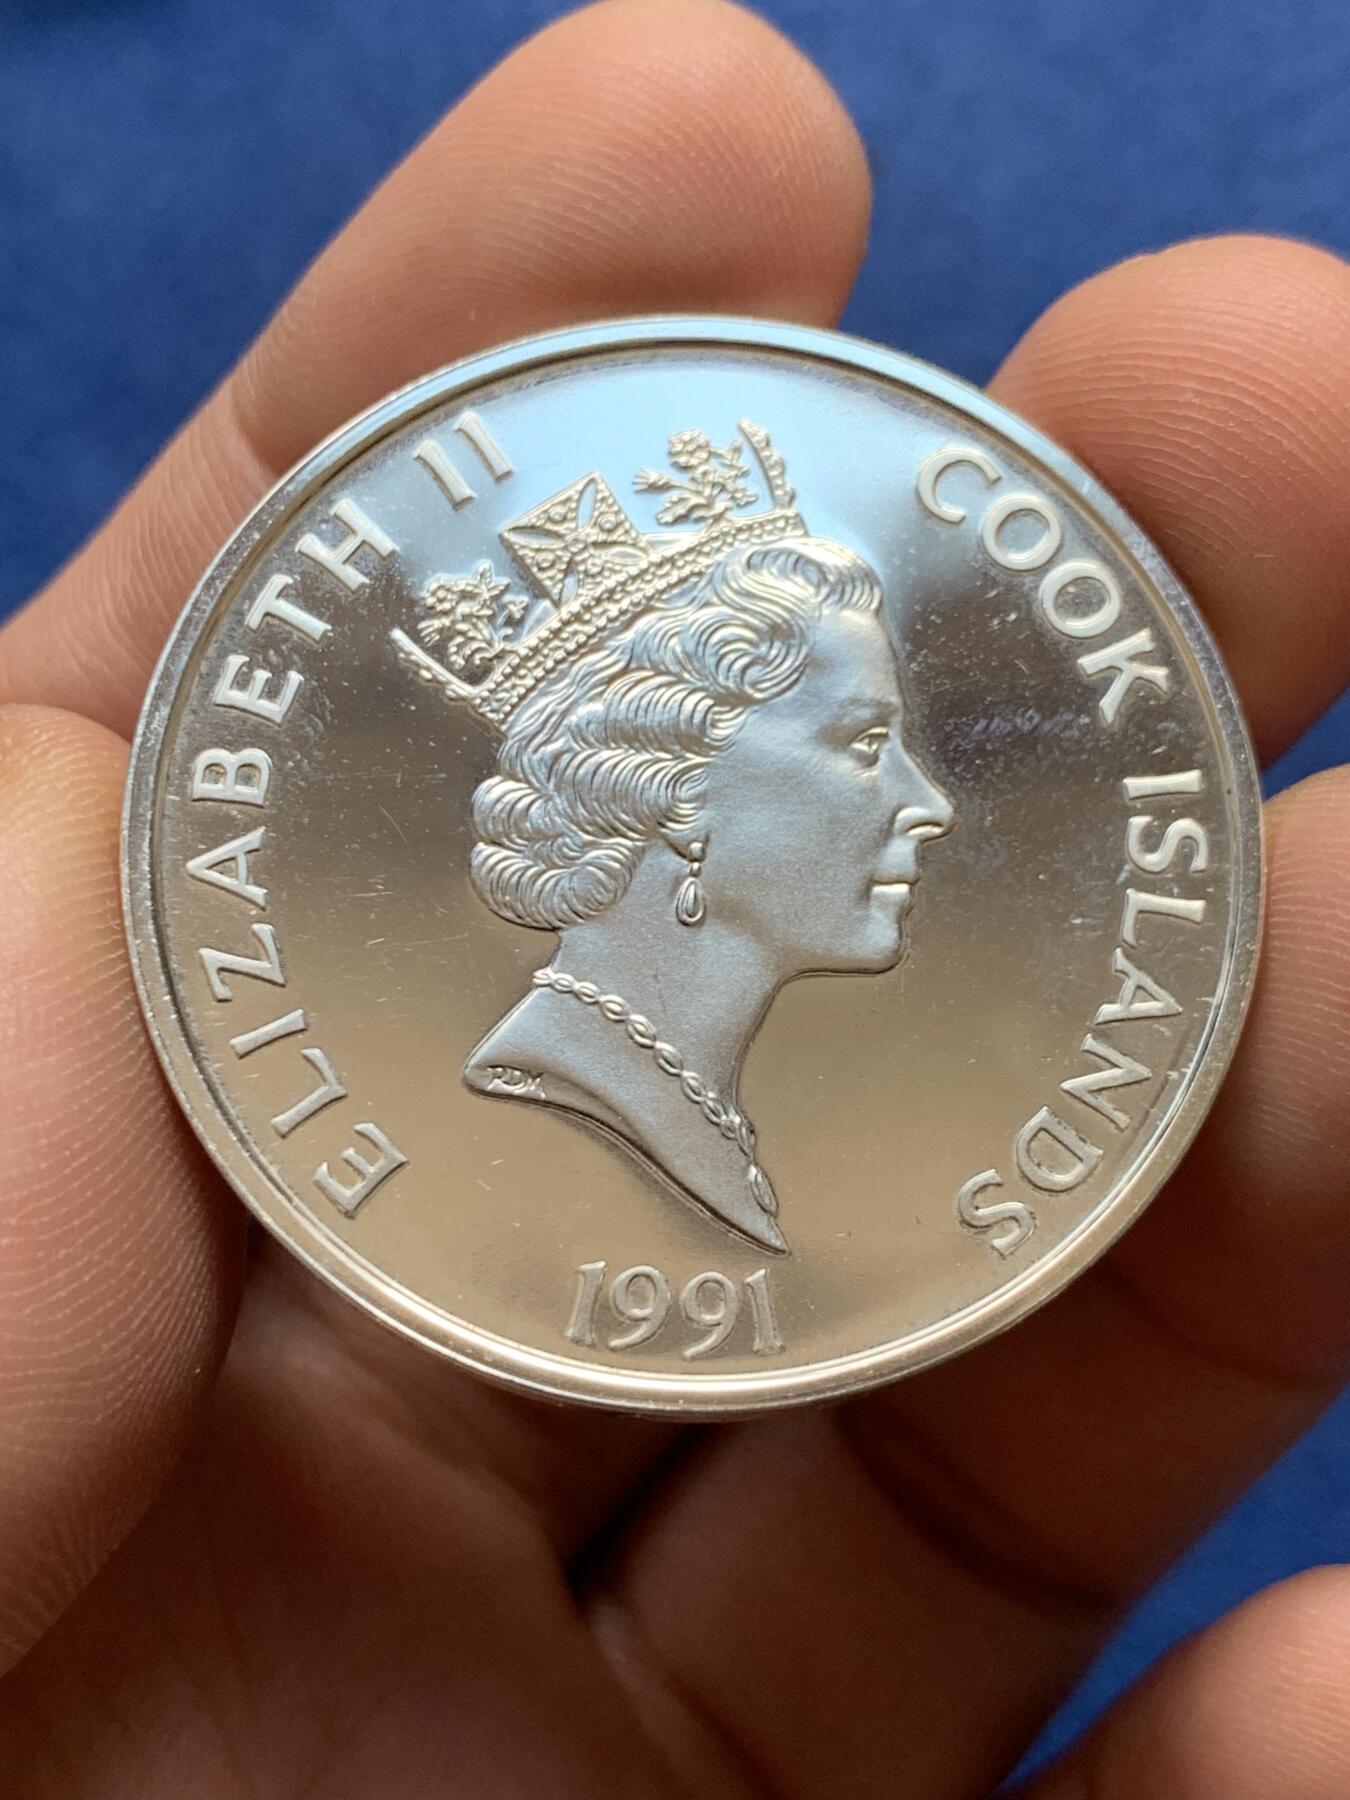 ELIZABETH II
COOK ISLANDS
RDM
1991